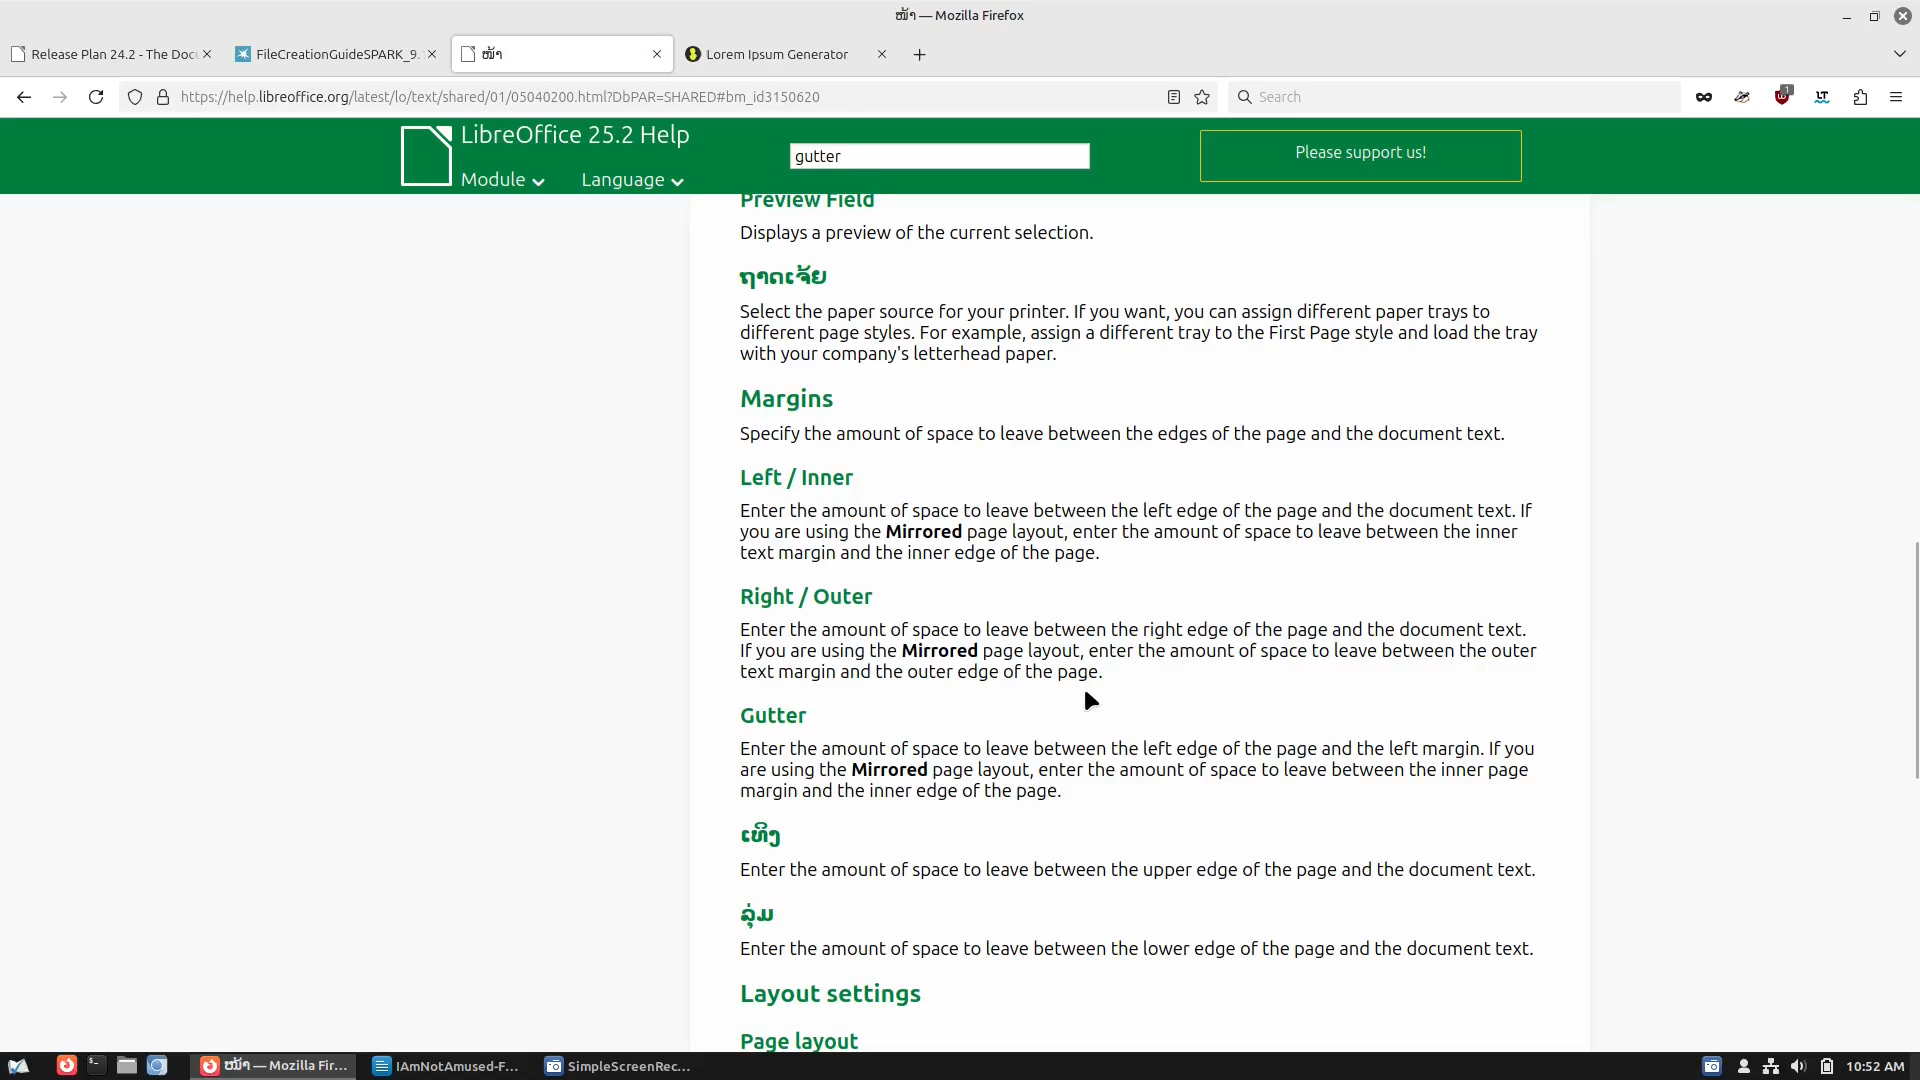 ໜ້າ — Mozilla Firefox
Release Plan 24.2 - The Doc
FileCreationGuideSPARK_9.
ໜ້າ
Lorem Ipsum Generator
https://help.libreoffice.org/latest/lo/text/shared/01/05040200.html?DbPAR=SHARED#bm_id3150620
Search
1
LT
LibreOffice 25.2 Help
Module
Language
gutter
Please support us!
Preview Field
Displays a preview of the current selection.
ຖາດເຈ້ຍ
Select the paper source for your printer. If you want, you can assign different paper trays to
different page styles. For example, assign a different tray to the First Page style and load the tray
with your company's letterhead paper.
Margins
Specify the amount of space to leave between the edges of the page and the document text.
Left / Inner
Enter the amount of space to leave between the left edge of the page and the document text. If
you are using the Mirrored page layout, enter the amount of space to leave between the inner
text margin and the inner edge of the page.
Right / Outer
Enter the amount of space to leave between the right edge of the page and the document text.
If you are using the Mirrored page layout, enter the amount of space to leave between the outer
text margin and the outer edge of the page.
Gutter
Enter the amount of space to leave between the left edge of the page and the left margin. If you
are using the Mirrored page layout, enter the amount of space to leave between the inner page
margin and the inner edge of the page.
ເທິງ
Enter the amount of space to leave between the upper edge of the page and the document text.
ລຸ່ມ
Enter the amount of space to leave between the lower edge of the page and the document text.
Layout settings
Page layout
ໜ້າ — Mozilla Fir...
IAmNotAmused-F...
SimpleScreenRec...
10:52 AM